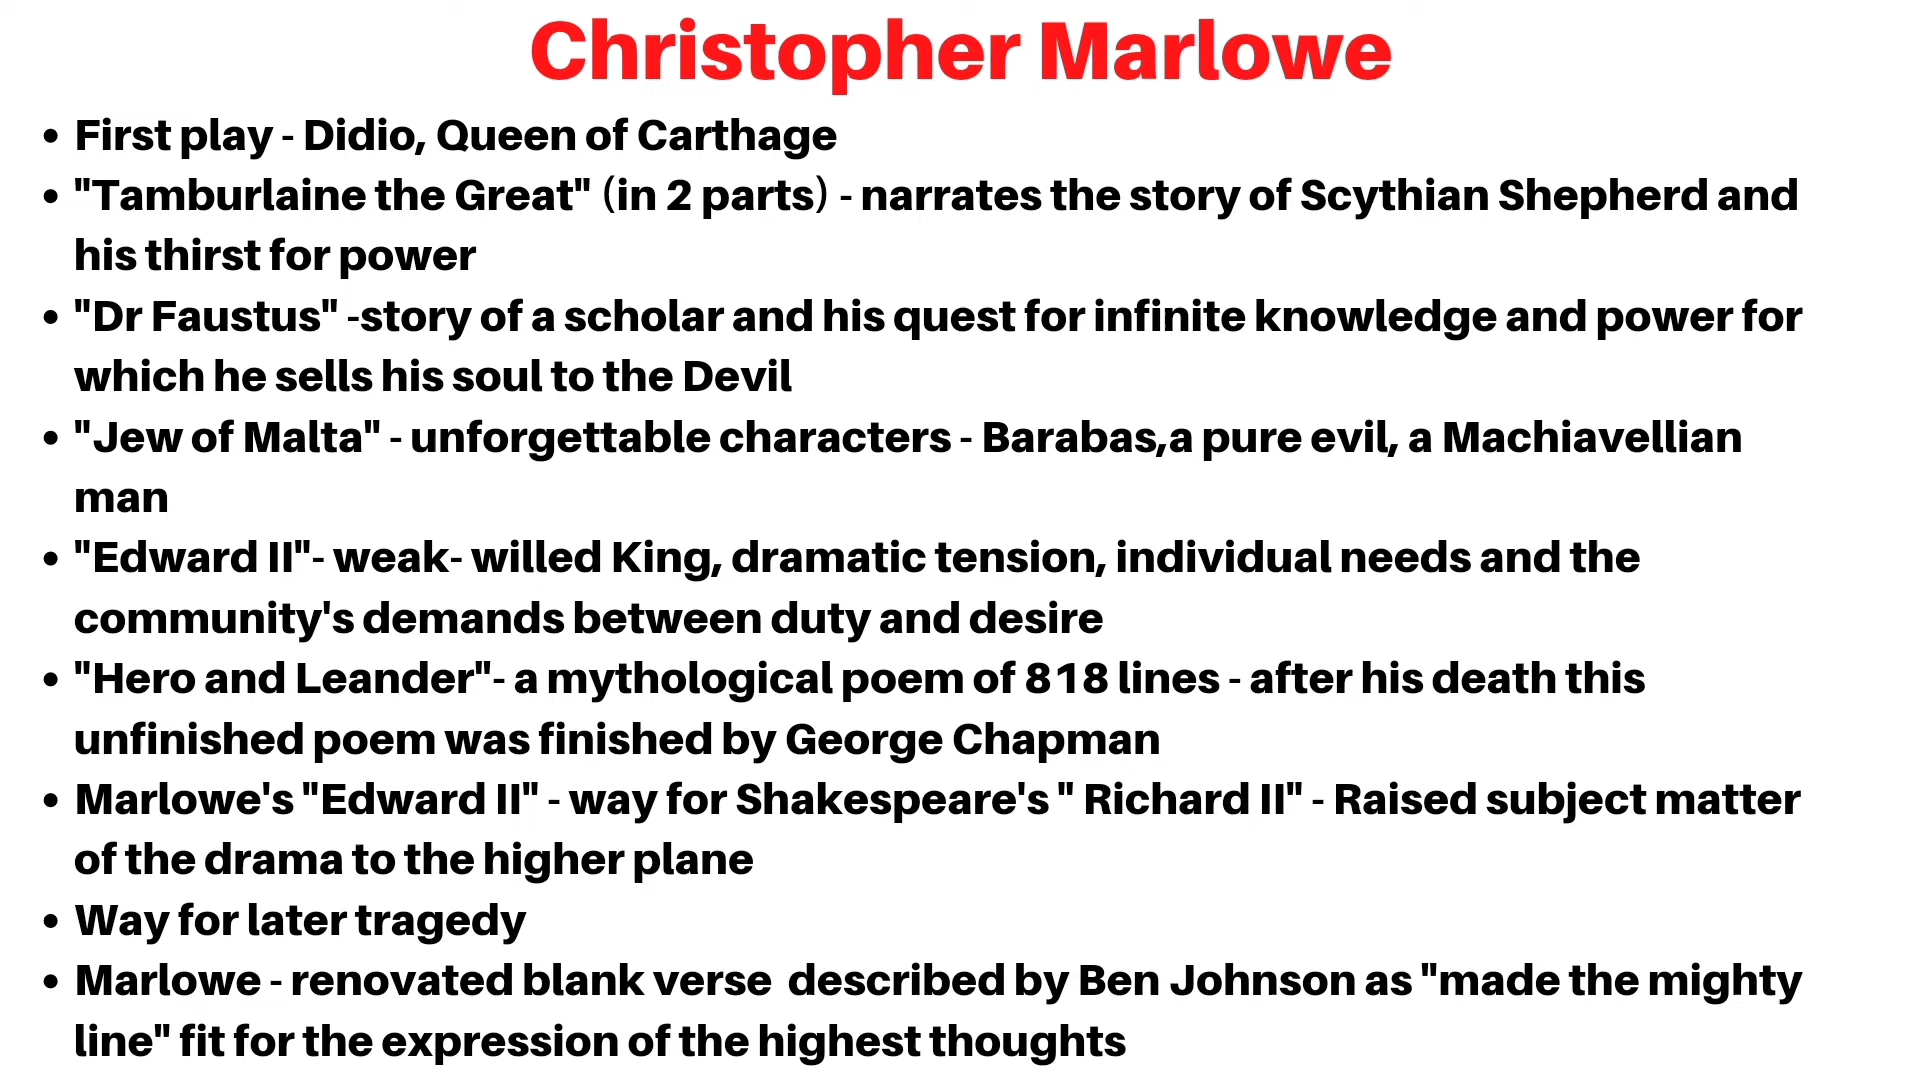 Christopher Marlowe
• First play - Didio, Queen of Carthage
• "Tamburlaine the Great" (in 2 parts) - narrates the story of Scythian Shepherd and
his thirst for power
• "Dr Faustus" -story of a scholar and his quest for infinite knowledge and power for
which he sells his soul to the Devil
• "Jew of Malta" - unforgettable characters - Barabas,a pure evil, a Machiavellian
man
• "Edward II"- weak- willed King, dramatic tension, individual needs and the
community's demands between duty and desire
• "Hero and Leander"- a mythological poem of 818 lines - after his death this
unfinished poem was finished by George Chapman
• Marlowe's "Edward II" - way for Shakespeare's " Richard II" - Raised subject matter
of the drama to the higher plane
• Way for later tragedy
• Marlowe - renovated blank verse  described by Ben Johnson as "made the mighty
line" fit for the expression of the highest thoughts